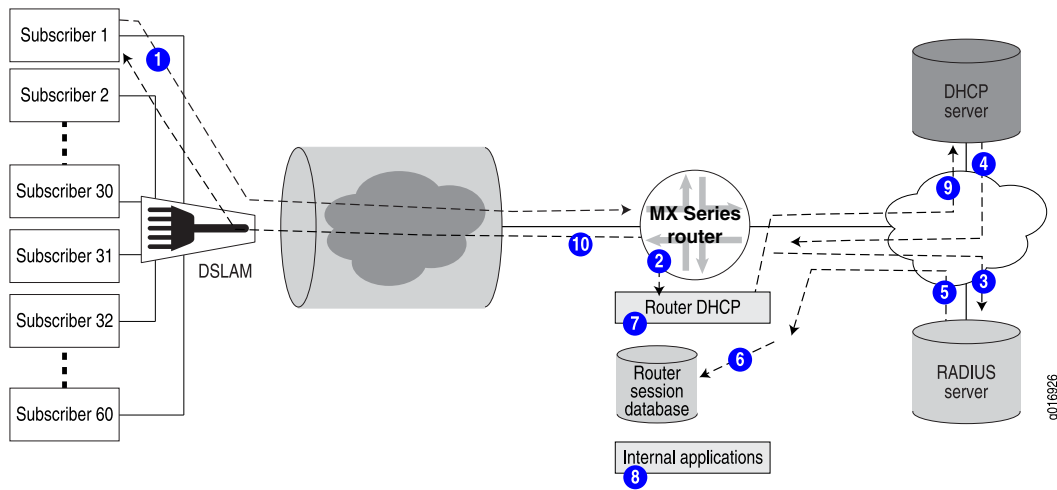 Subscriber 1
1
Subscriber 2
Subscriber 30
Subscriber 31
Subscriber 32
Subscriber 60
DSLAM
10
MX Series
router
2
Router DHCP
7
Router
session
database
6
Internal applications
8
DHCP
server
9
4
5
3
RADIUS
server
g016926